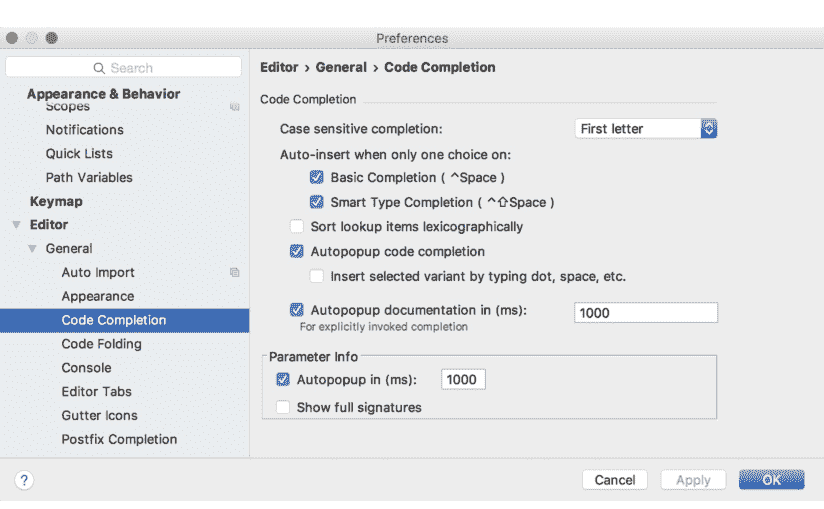 Preferences
Search
Appearance & Behavior
Scopes
Notifications
Quick Lists
Path Variables
Keymap
Editor
General
Auto Import
Appearance
Code Completion
Code Folding
Console
Editor Tabs
Gutter Icons
Postfix Completion
Editor › General › Code Completion
Code Completion
Case sensitive completion: First letter
Auto-insert when only one choice on:
Basic Completion ( ^Space )
Smart Type Completion ( ^⇧Space )
Sort lookup items lexicographically
Autopopup code completion
Insert selected variant by typing dot, space, etc.
Autopopup documentation in (ms): 1000
For explicitly invoked completion
Parameter Info
Autopopup in (ms): 1000
Show full signatures
? Cancel Apply OK